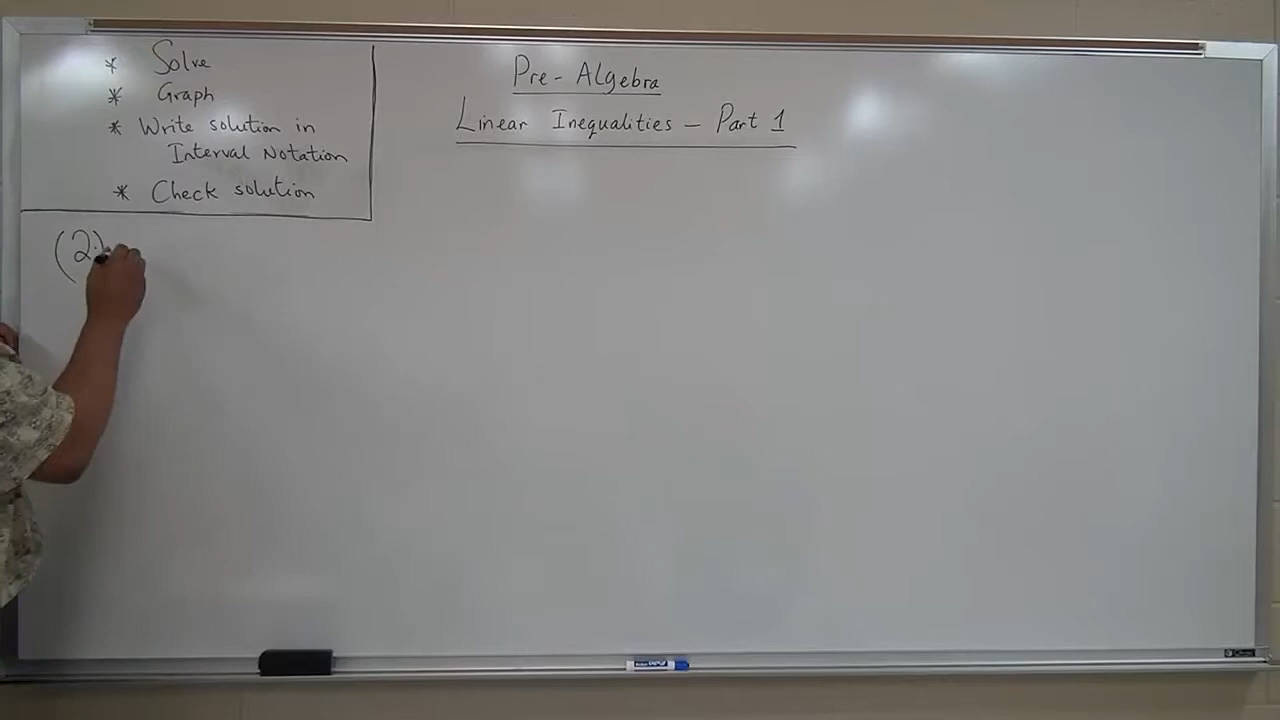 * Solve
* Graph
* Write solution in
Interval Notation
* Check solution
Pre-Algebra
Linear Inequalities - Part 1
(2)